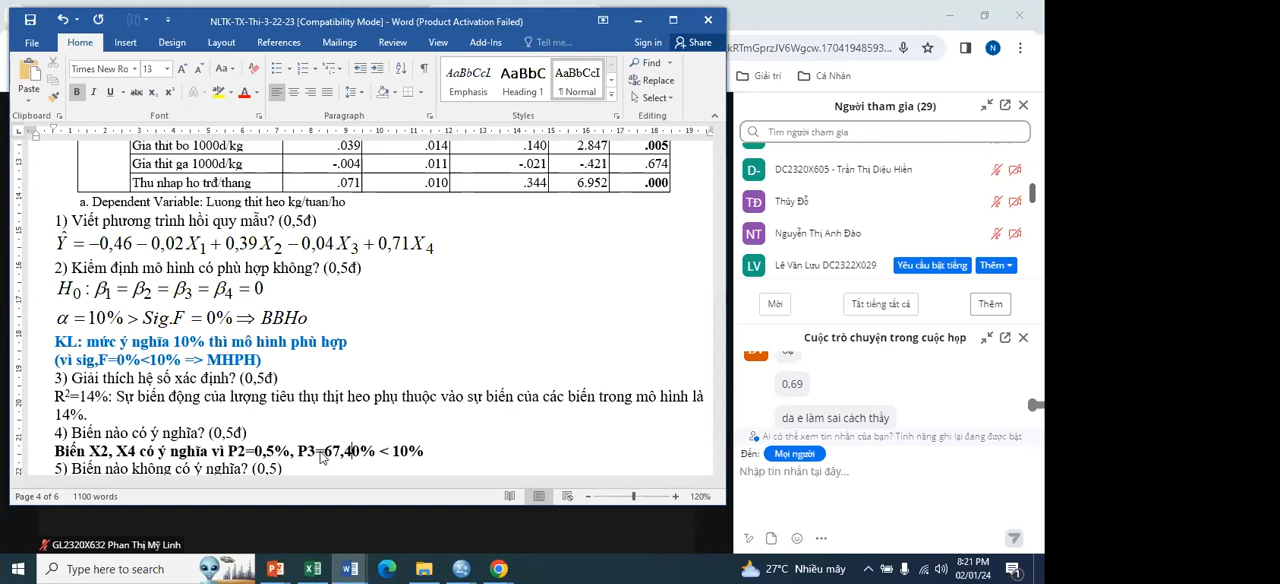 NLTK-TX-Thi-3-22-23 [Compatibility Mode] - Word (Product Activation Failed)
File Home Insert Design Layout References Mailings Review View Add-Ins Tell me... Sign in Share
Times New Ro 13 Aa
Paste
B I U abc X₂ X² A A
AaBbCcI AaBbC AaBbCcI
Emphasis Heading 1 ¶ Normal
Find
Replace
Select
Clipboard Font Paragraph Styles Editing
Gia thit bo 1000d/kg .039 .014 .140 2.847 .005
Gia thit ga 1000d/kg -.004 .011 -.021 -.421 .674
Thu nhap ho trđ/thang .071 .010 .344 6.952 .000
a. Dependent Variable: Luong thit heo kg/tuan/ho
1) Viết phương trình hồi quy mẫu? (0,5đ)
Ŷ = −0,46 − 0,02X₁ + 0,39X₂ − 0,04X₃ + 0,71X₄
2) Kiểm định mô hình có phù hợp không? (0,5đ)
H₀ : β₁ = β₂ = β₃ = β₄ = 0
α = 10% > Sig.F = 0% ⇒ BBHo
KL: mức ý nghĩa 10% thì mô hình phù hợp
(vì sig,F=0%<10% => MHPH)
3) Giải thích hệ số xác định? (0,5đ)
R²=14%: Sự biến động của lượng tiêu thụ thịt heo phụ thuộc vào sự biến của các biến trong mô hình là
14%.
4) Biến nào có ý nghĩa? (0,5đ)
Biến X2, X4 có ý nghĩa vì P2=0,5%, P3=67,40% < 10%
5) Biến nào không có ý nghĩa? (0,5)
Page 4 of 6 1100 words 120%
GL2320X632 Phan Thị Mỹ Linh
kRTmGprzJV6Wgcw.17041948593...
N
Giải trí Cá Nhân
Người tham gia (29)
Tìm người tham gia
D- DC2320X605 - Trần Thị Diệu Hiền
TĐ Thúy Đỗ
NT Nguyễn Thị Anh Đào
LV Lê Văn Lưu DC2322X029 Yêu cầu bật tiếng Thêm
Mời Tắt tiếng tất cả Thêm
Cuộc trò chuyện trong cuộc họp
0,69
da e làm sai cách thầy
Ai có thể xem tin nhắn của bạn? Tính năng ghi lại đang được bật
Đến: Mọi người
Nhập tin nhắn tại đây...
Type here to search
27°C Nhiều mây
8:21 PM
02/01/24
1